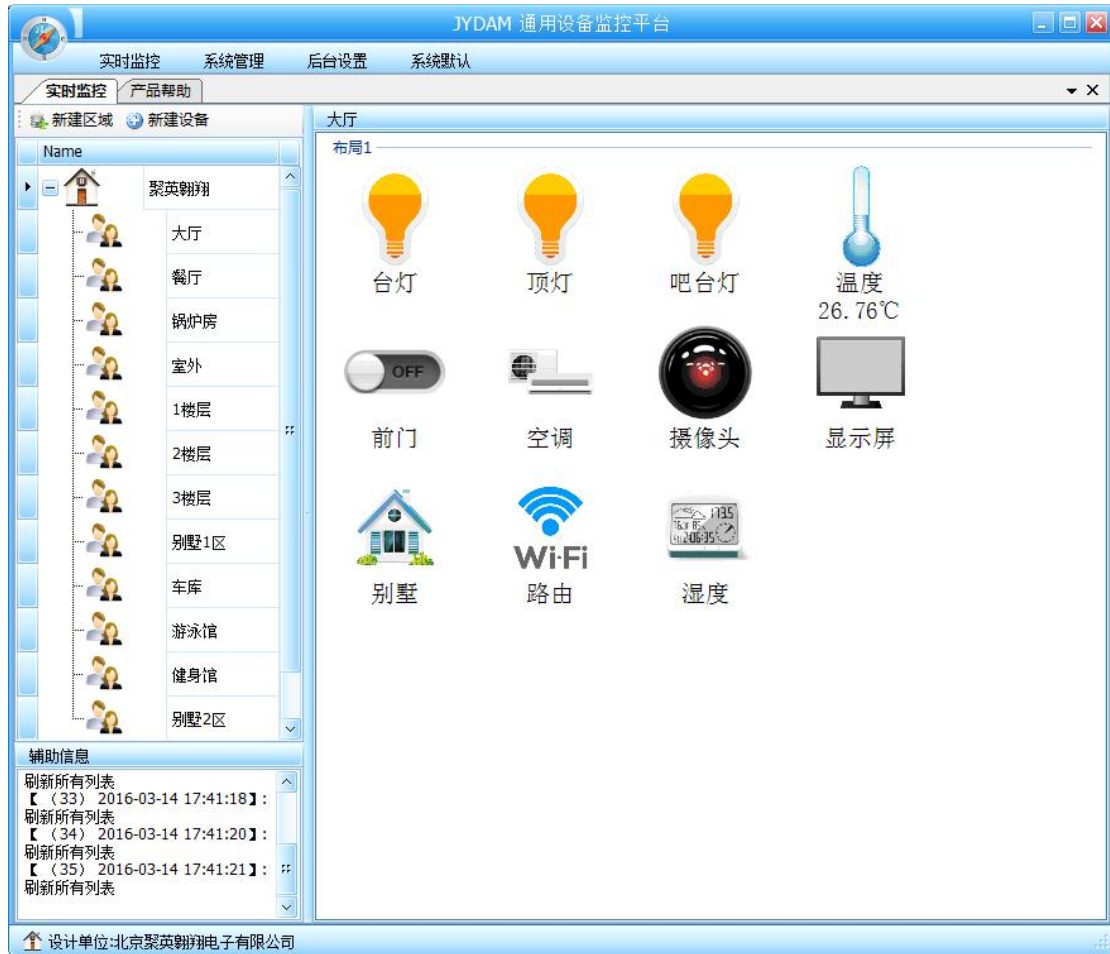 JYDAM 通用设备监控平台
实时监控 系统管理 后台设置 系统默认
实时监控 产品帮助
新建区域 新建设备
Name
聚英翱翔
大厅
餐厅
锅炉房
室外
1楼层
2楼层
3楼层
别墅1区
车库
游泳馆
健身馆
别墅2区
辅助信息
刷新所有列表
【 （33） 2016-03-14 17:41:18】:
刷新所有列表
【 （34） 2016-03-14 17:41:20】:
刷新所有列表
【 （35） 2016-03-14 17:41:21】:
刷新所有列表
大厅
布局1
台灯 顶灯 吧台灯 温度
26.76℃
OFF
前门 空调 摄像头 显示屏
Wi-Fi
别墅 路由 湿度
设计单位:北京聚英翱翔电子有限公司